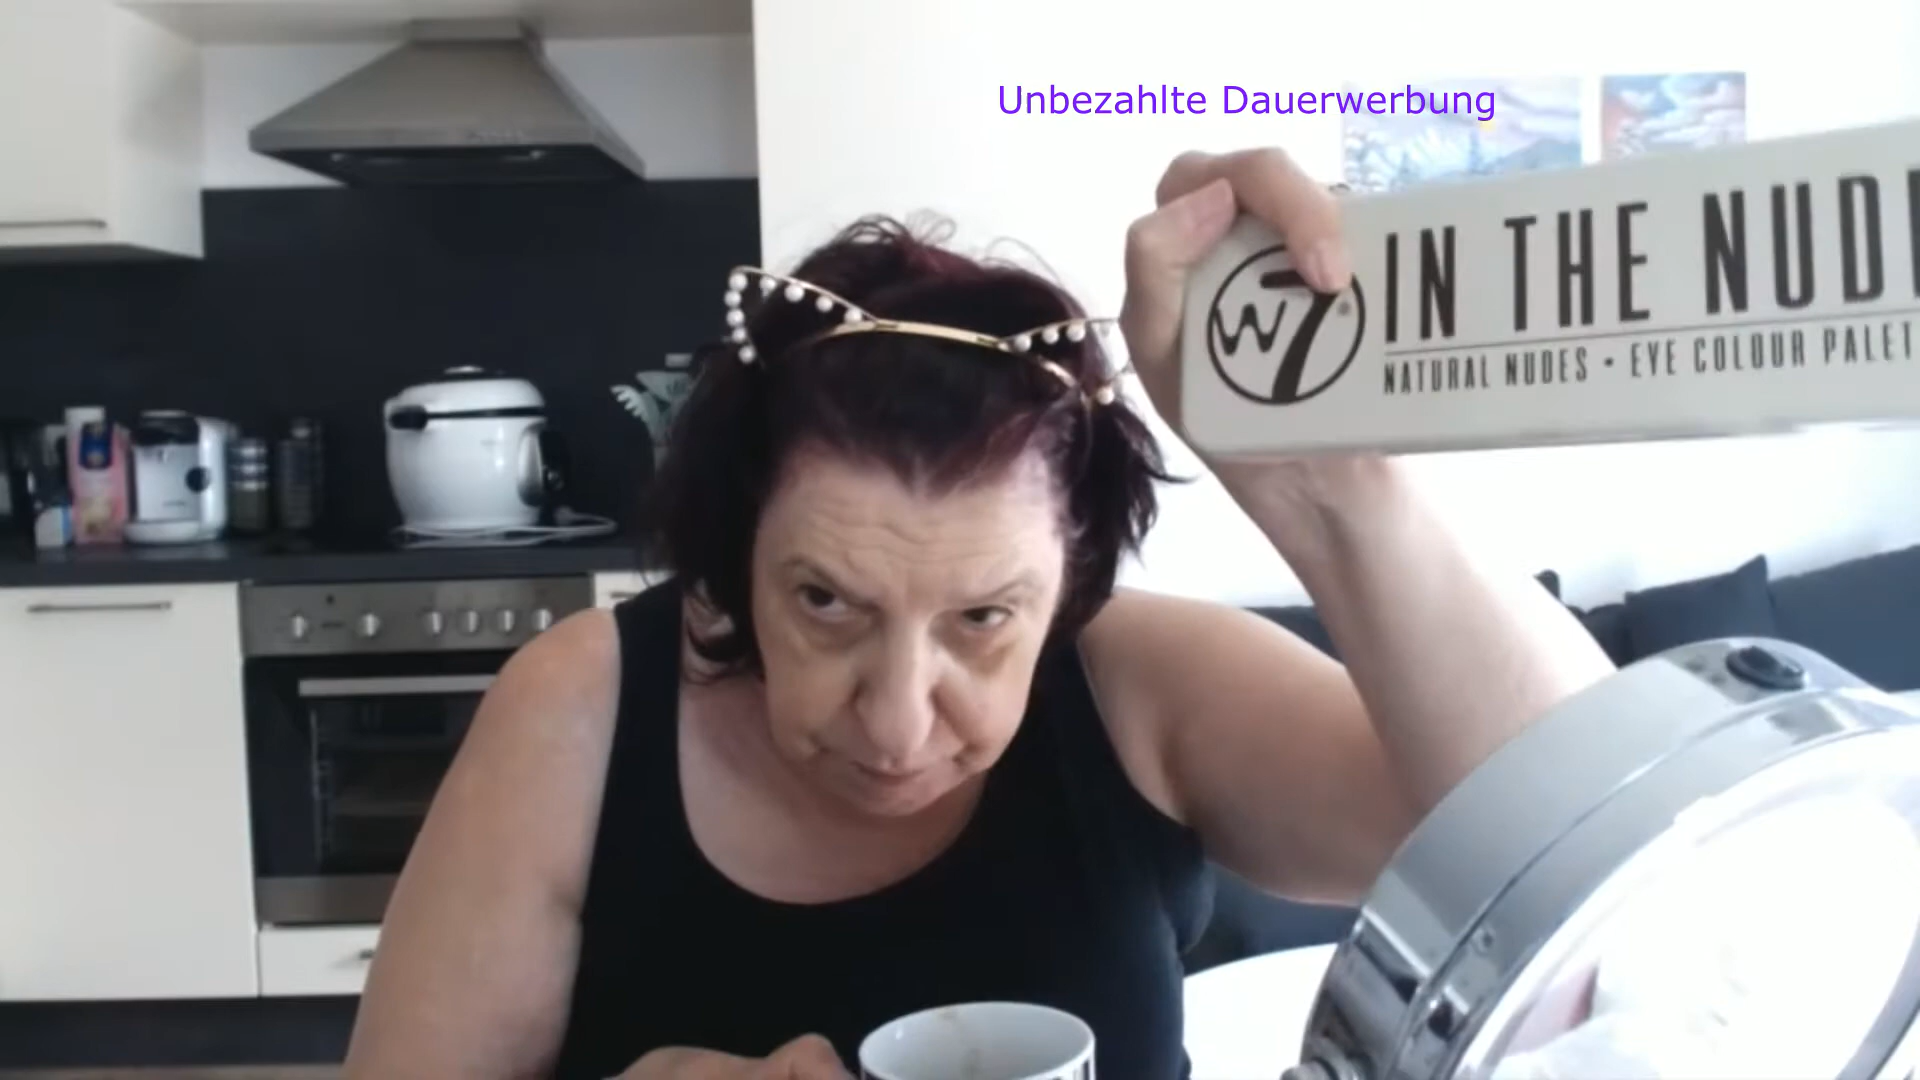 Unbezahlte Dauerwerbung
W7
IN THE NUD
NATURAL NUDES • EYE COLOUR PALET